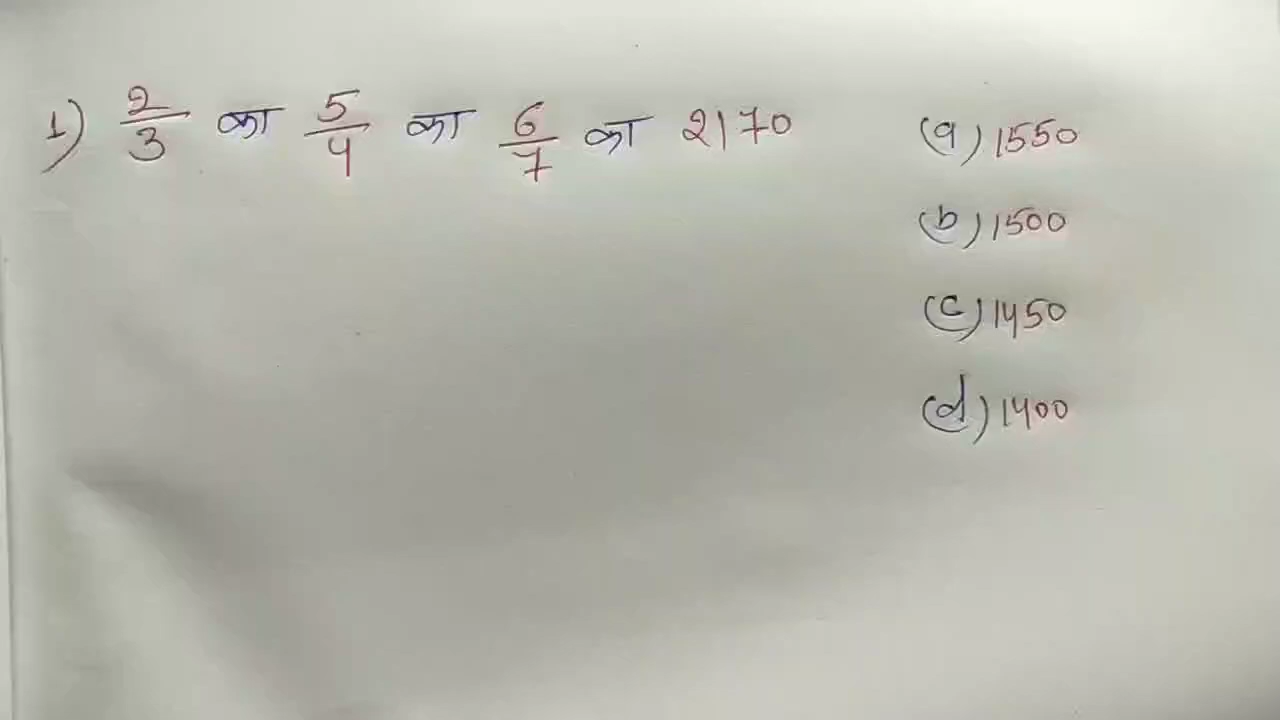 1) 2/3 का 5/4 का 6/7 का 2170
(a) 1550
(b) 1500
(c) 1450
(d) 1400